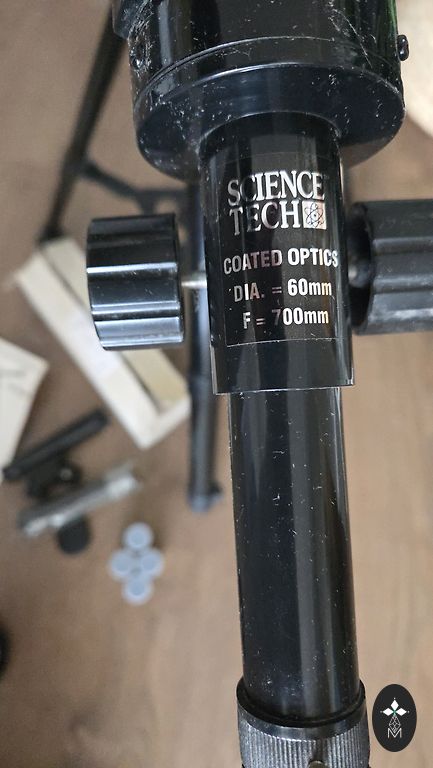 SCIENCE
TECH
COATED OPTICS
DIA. = 60mm
F = 700mm